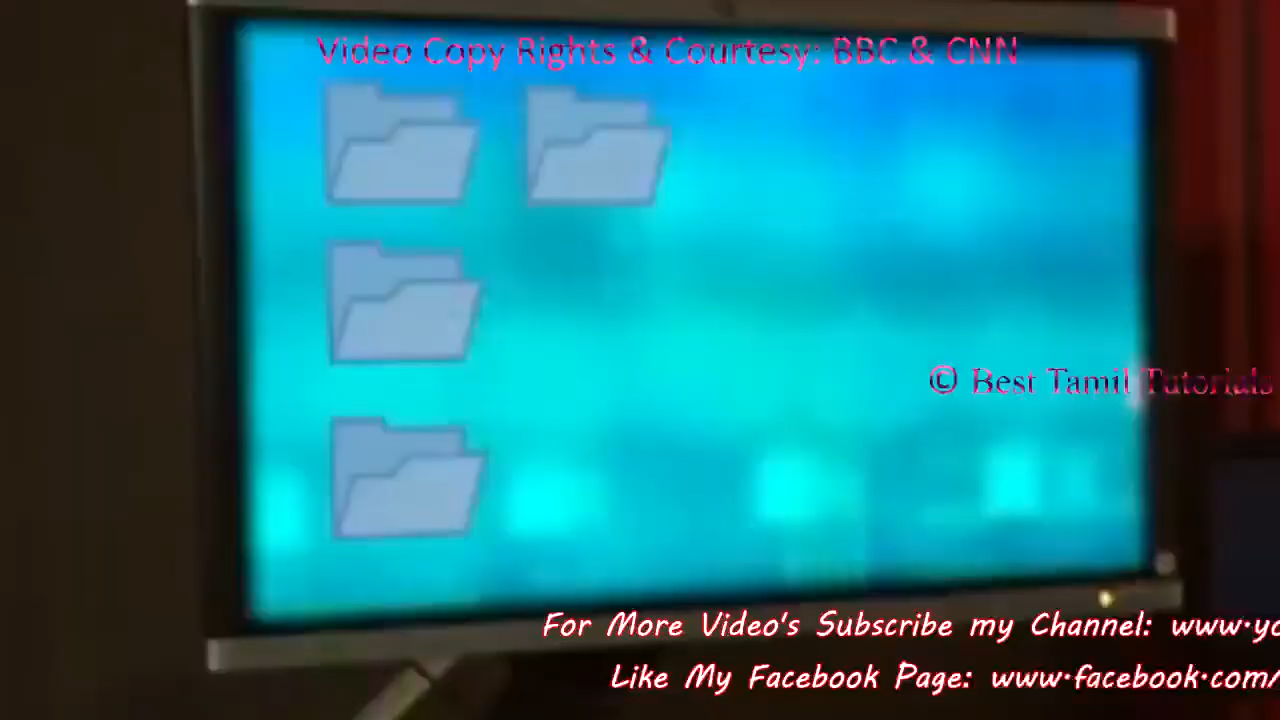 Video Copy Rights & Courtesy: BBC & CNN
© Best Tamil Tutorials
For More Video's Subscribe my Channel: www.yo
Like My Facebook Page: www.facebook.com/